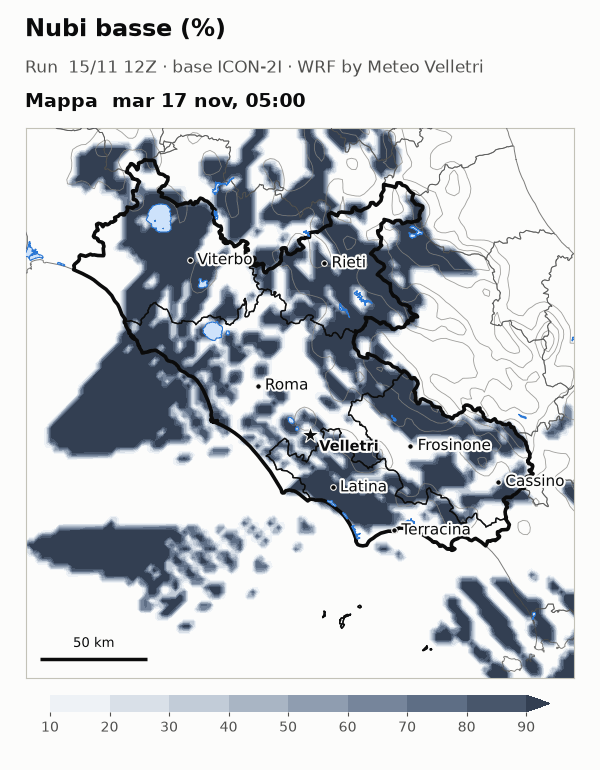 Nubi basse (%)
Run  15/11 12Z · base ICON-2I · WRF by Meteo Velletri
Mappa  mar 17 nov, 05:00
Viterbo
Rieti
Roma
Velletri
Frosinone
Latina
Cassino
Terracina
50 km
10 20 30 40 50 60 70 80 90